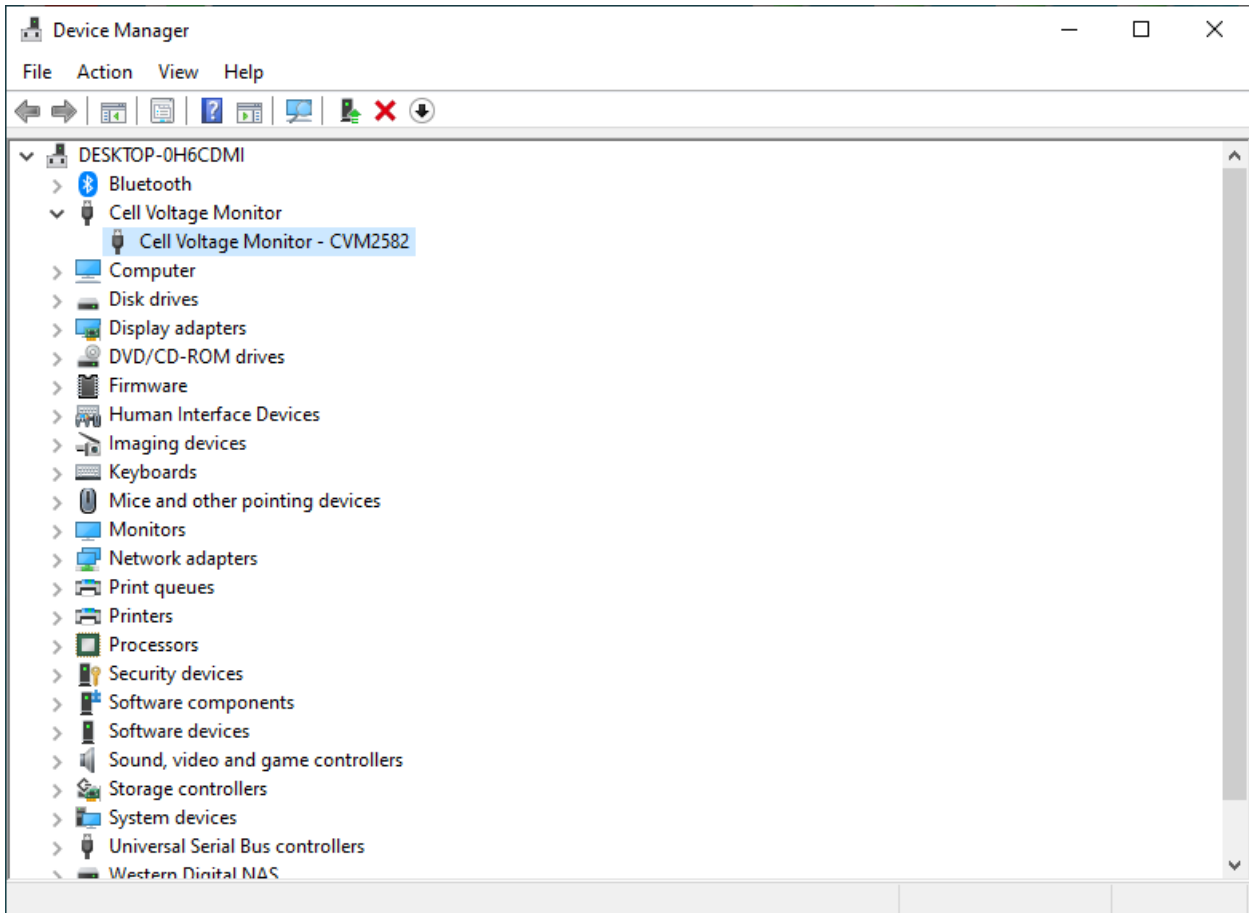 Device Manager
File Action View Help
DESKTOP-0H6CDMI
Bluetooth
Cell Voltage Monitor
Cell Voltage Monitor - CVM2582
Computer
Disk drives
Display adapters
DVD/CD-ROM drives
Firmware
Human Interface Devices
Imaging devices
Keyboards
Mice and other pointing devices
Monitors
Network adapters
Print queues
Printers
Processors
Security devices
Software components
Software devices
Sound, video and game controllers
Storage controllers
System devices
Universal Serial Bus controllers
Western Digital NAS